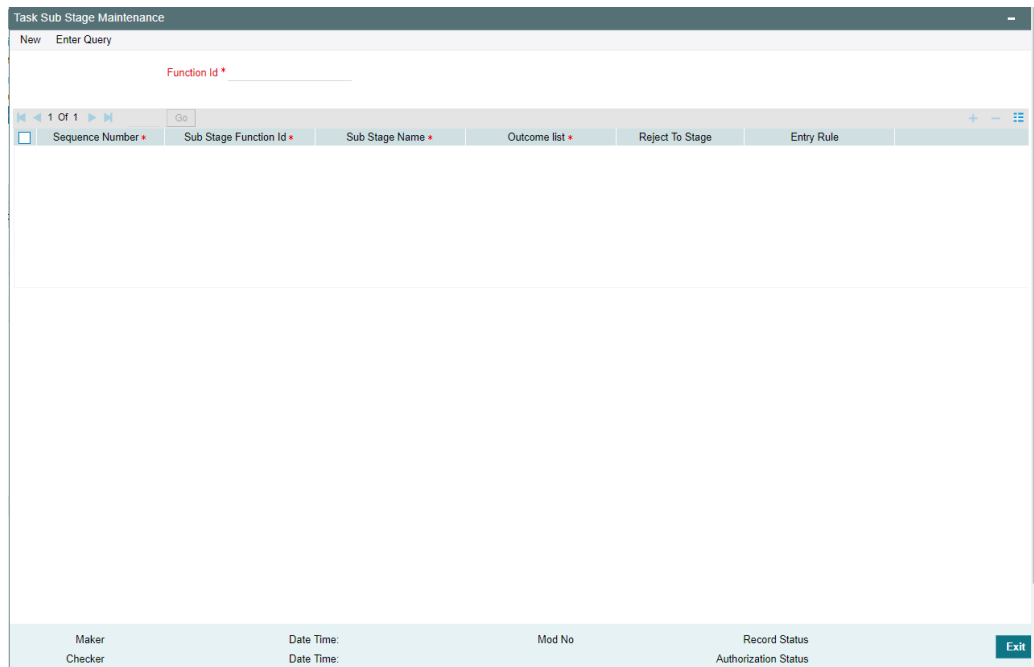 Task Sub Stage Maintenance
New Enter Query
Function Id *
1 Of 1 Go
Sequence Number * Sub Stage Function Id * Sub Stage Name * Outcome list * Reject To Stage Entry Rule
Maker Date Time: Mod No Record Status
Exit
Checker Date Time: Authorization Status